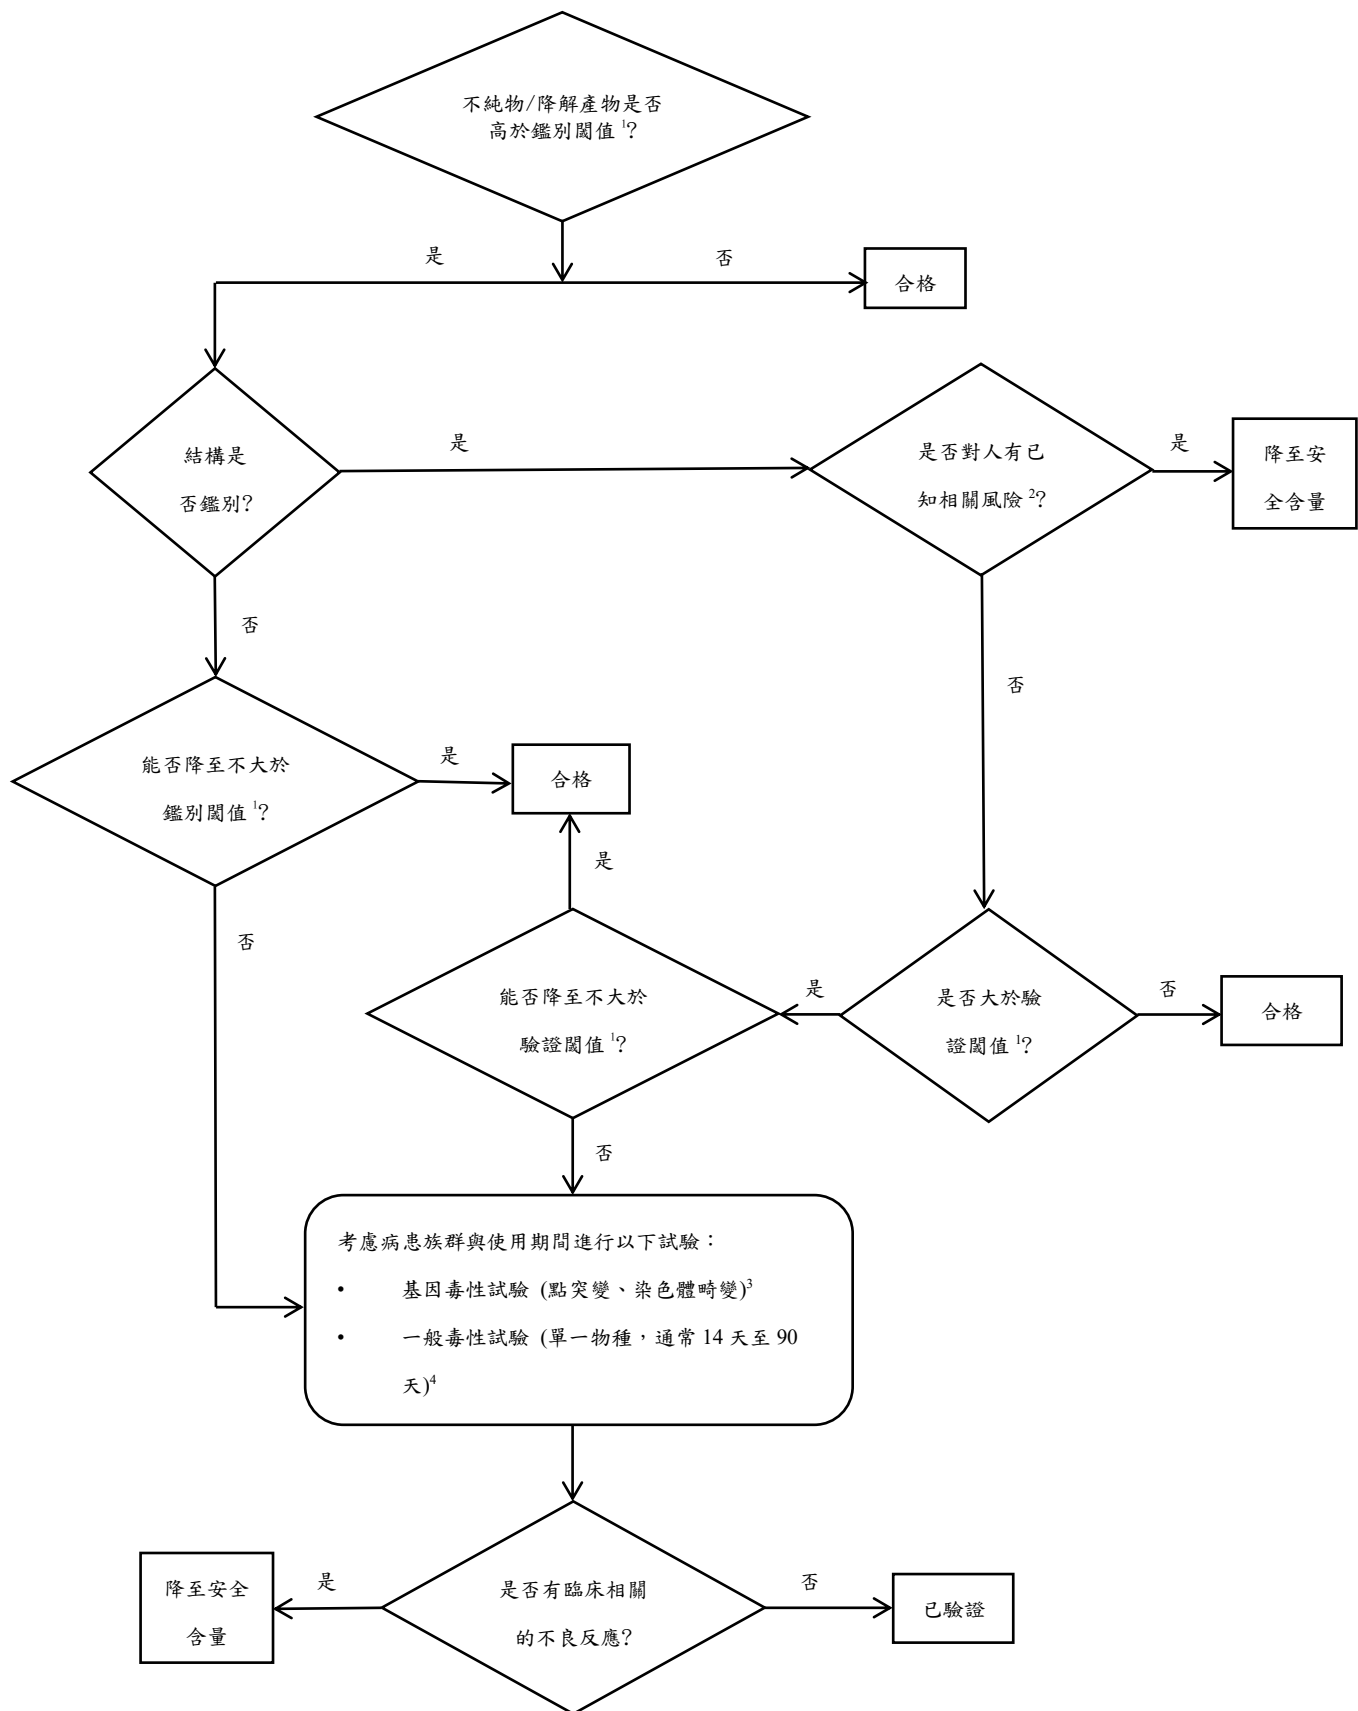 不純物/降解產物是否
高於鑑別閾值 1?
是
否
合格
結構是
否鑑別?
是
是否對人有已
知相關風險 2?
是
降至安
全含量
否
否
能否降至不大於
鑑別閾值 1?
是
合格
是
否
能否降至不大於
驗證閾值 1?
是
是否大於驗
證閾值 1?
否
合格
否
考慮病患族群與使用期間進行以下試驗：
• 基因毒性試驗 (點突變、染色體畸變)3
• 一般毒性試驗 (單一物種，通常 14 天至 90
天)4
降至安全
含量
是
是否有臨床相關
的不良反應?
否
已驗證